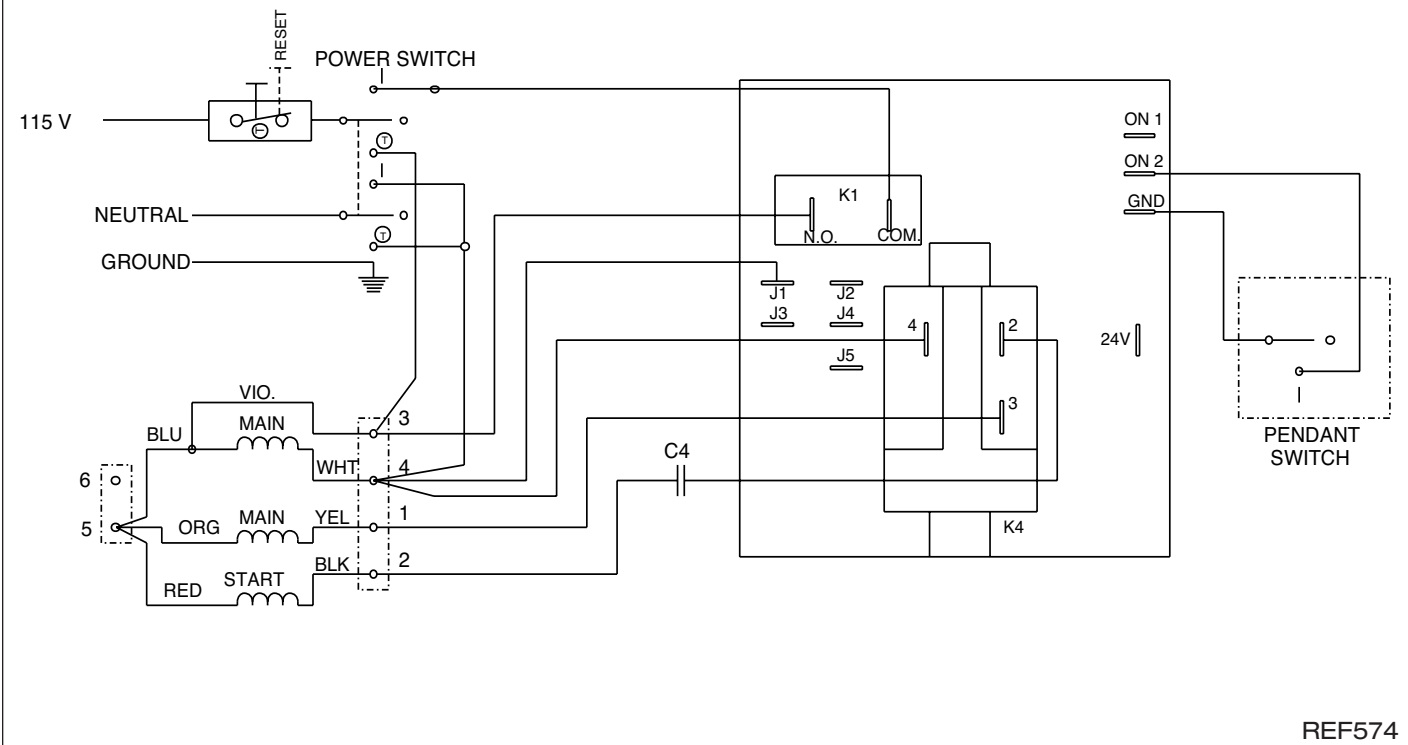 RESET
POWER SWITCH
I
115 V
T
T
I
NEUTRAL
T
GROUND
K1
N.O.
COM.
ON 1
ON 2
GND
J1
J2
J3
J4
J5
4
2
3
K4
24V
I
PENDANT
SWITCH
VIO.
BLU
MAIN
3
WHT
4
6
5
ORG
MAIN
YEL
1
RED
START
BLK
2
C4
REF574